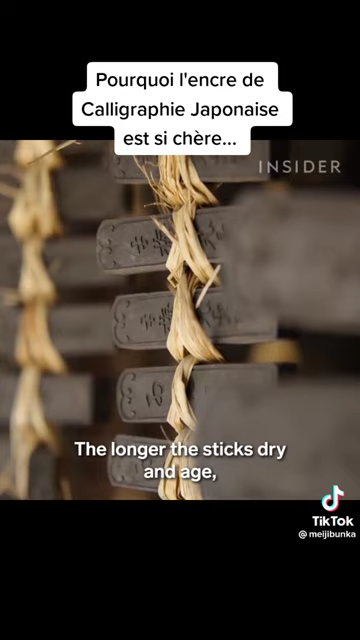 Pourquoi l'encre de
Calligraphie Japonaise
est si chère...
INSIDER
The longer the sticks dry
and age,
TikTok
@ meijibunka